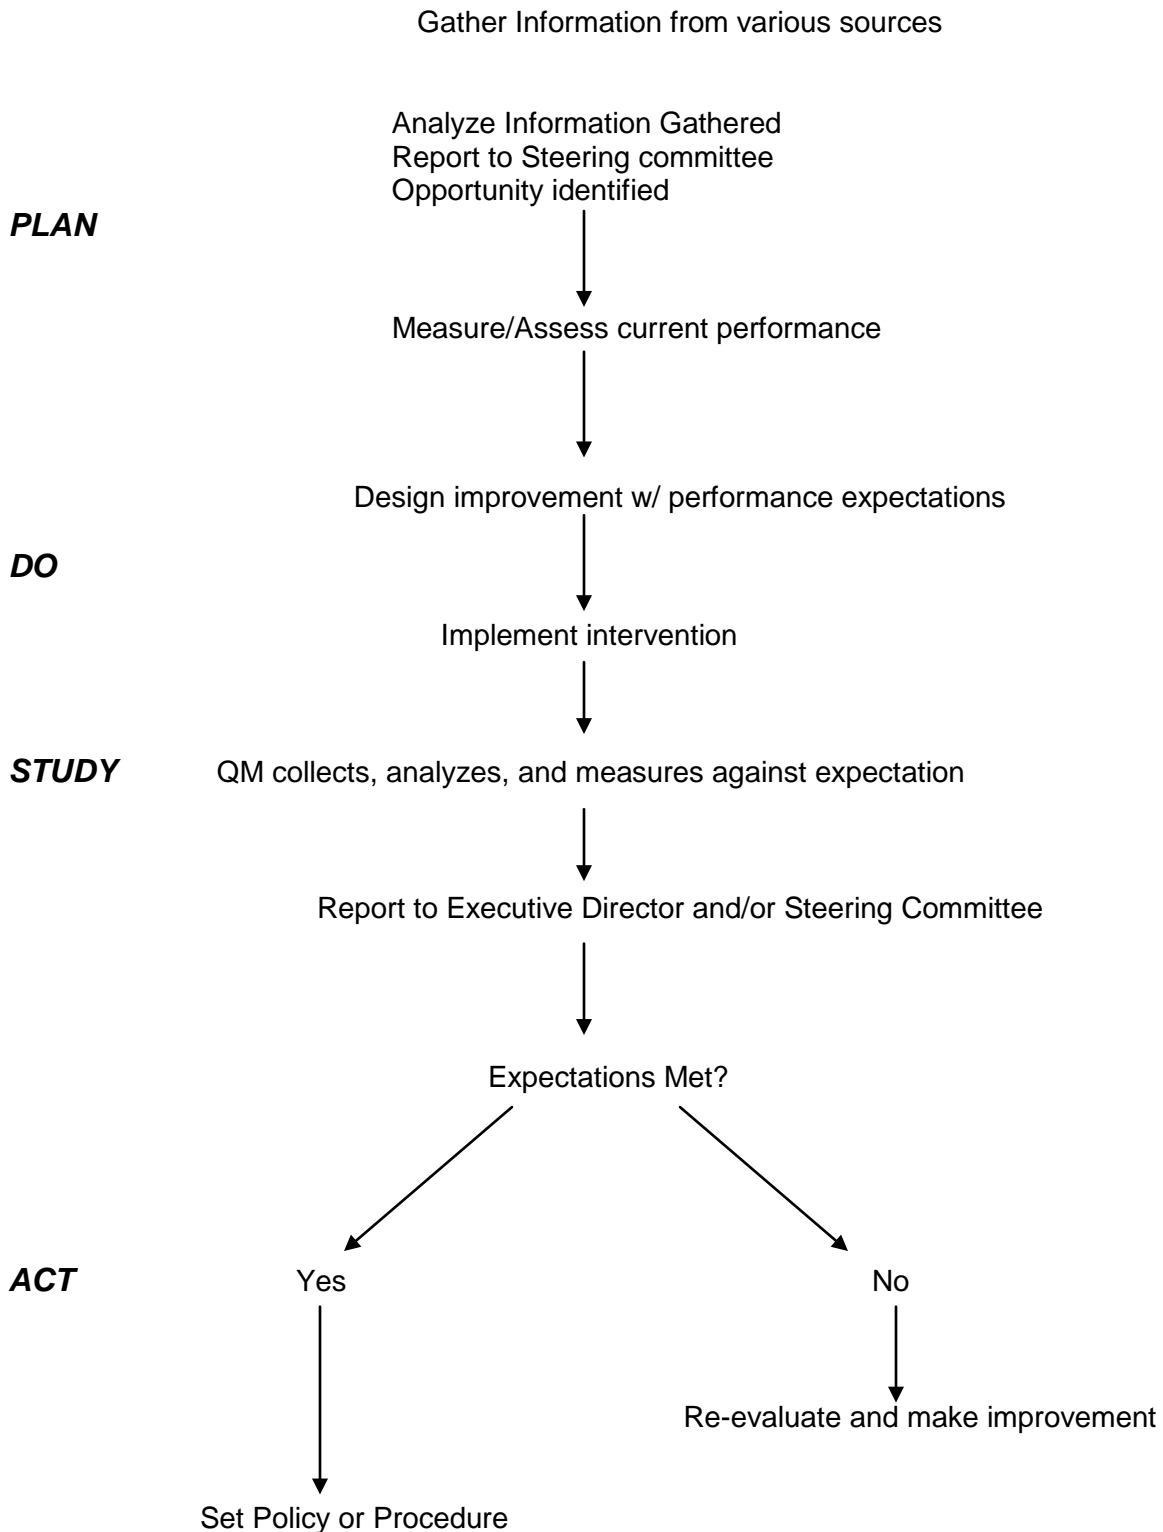 Gather Information from various sources
Analyze Information Gathered
Report to Steering committee
Opportunity identified
PLAN
Measure/Assess current performance
Design improvement w/ performance expectations
DO
Implement intervention
STUDY
QM collects, analyzes, and measures against expectation
Report to Executive Director and/or Steering Committee
Expectations Met?
ACT
Yes
No
Re-evaluate and make improvement
Set Policy or Procedure